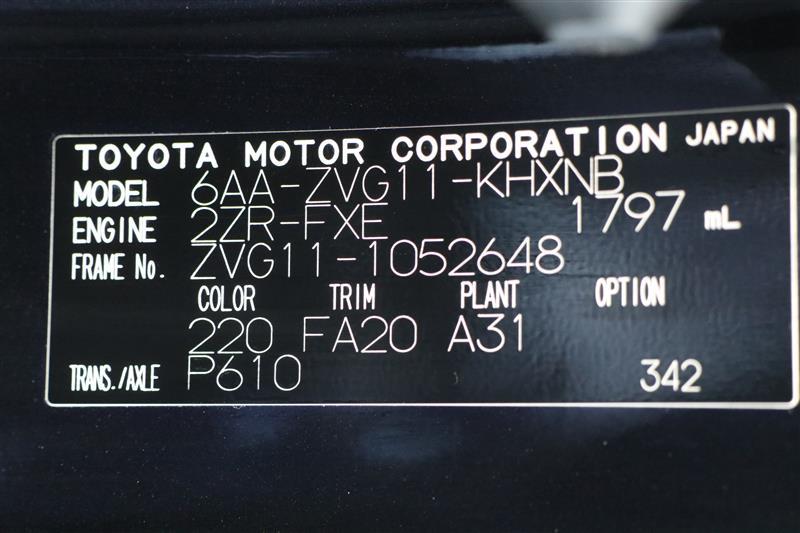 TOYOTA MOTOR CORPORATION JAPAN
MODEL 6AA-ZVG11-KHXNB
ENGINE 2ZR-FXE 1797 mL
FRAME No. ZVG11-1052648
COLOR TRIM PLANT OPTION
220 FA20 A31
TRANS./AXLE P610 342